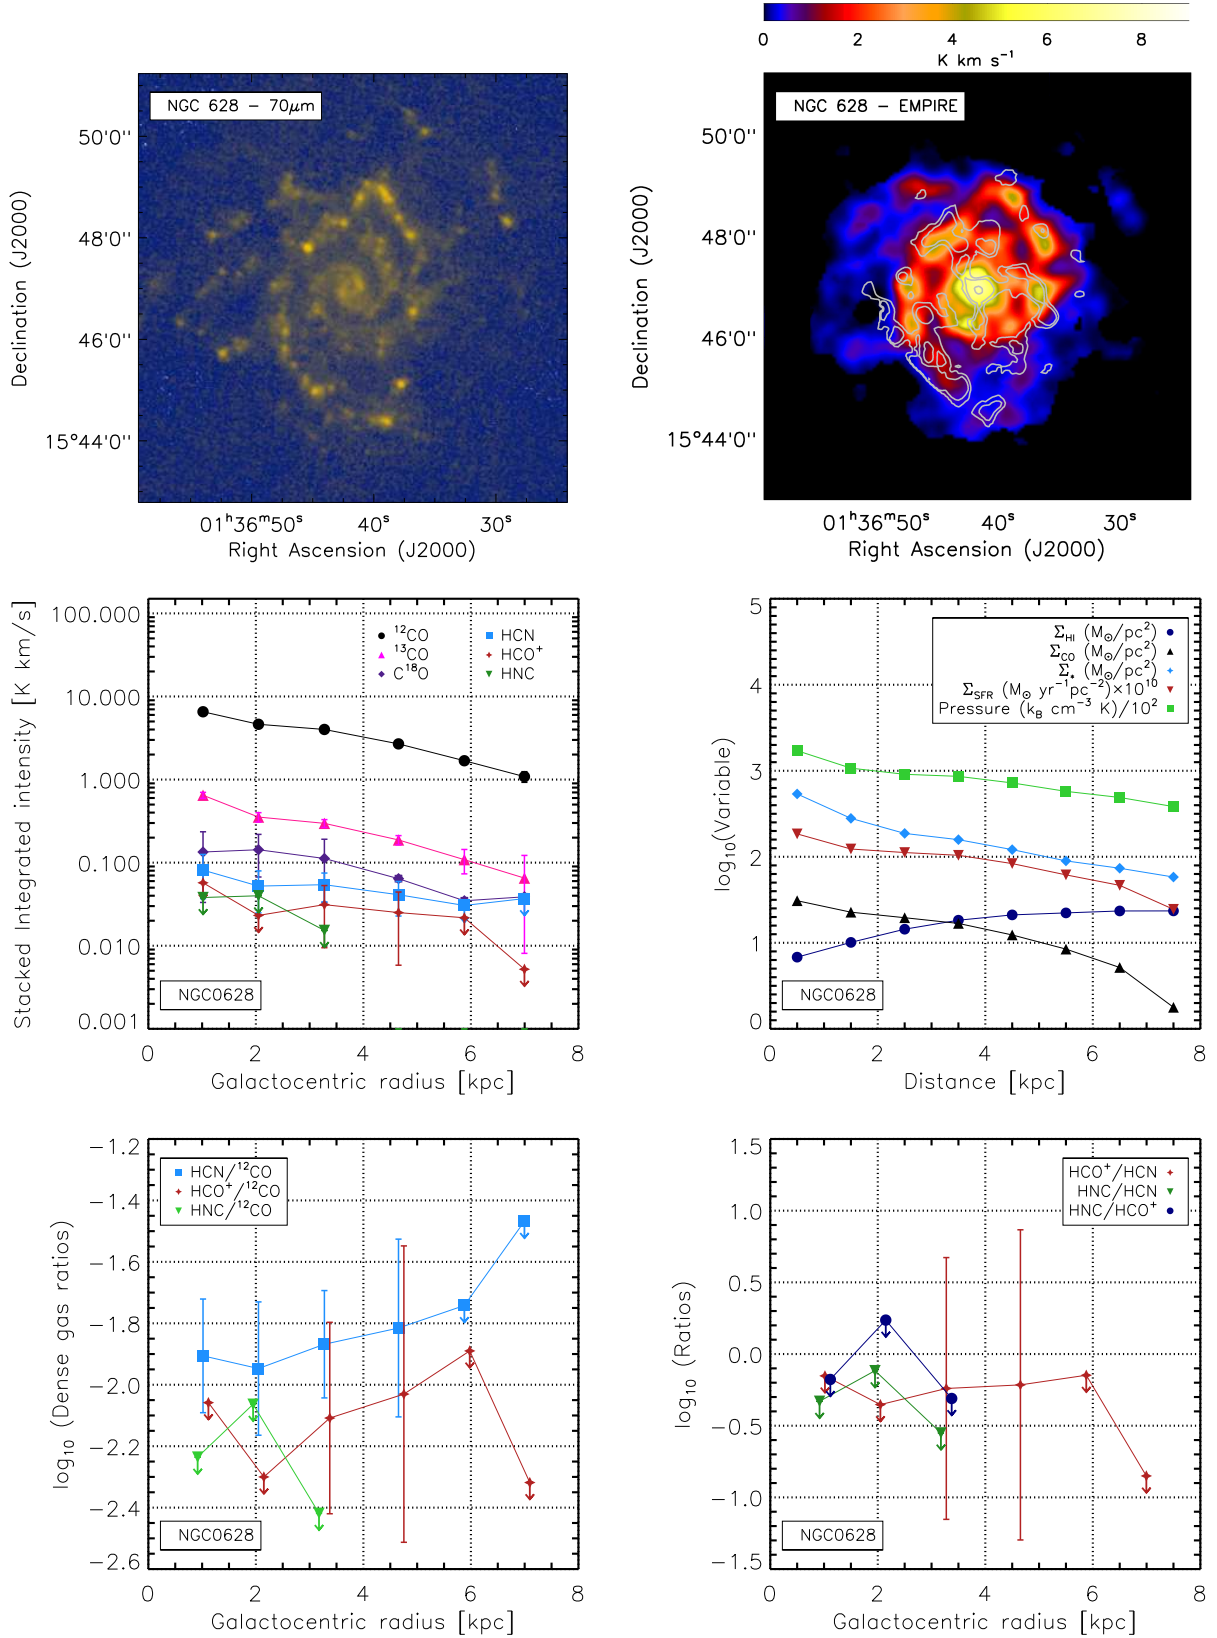 0 2 4 6 8
K km s⁻¹
NGC 628 − 70μm
50'0''
48'0''
46'0''
15°44'0''
Declination (J2000)
01ʰ36ᵐ50ˢ 40ˢ 30ˢ
Right Ascension (J2000)
NGC 628 − EMPIRE
50'0''
48'0''
46'0''
15°44'0''
Declination (J2000)
01ʰ36ᵐ50ˢ 40ˢ 30ˢ
Right Ascension (J2000)
Stacked Integrated intensity [K km/s]
100.000
10.000
1.000
0.100
0.010
0.001
¹²CO
¹³CO
C¹⁸O
HCN
HCO⁺
HNC
NGC0628
0 2 4 6 8
Galactocentric radius [kpc]
log₁₀(Variable)
5
4
3
2
1
0
Σ_HI (M⊙/pc²)
Σ_CO (M⊙/pc²)
Σ_* (M⊙/pc²)
Σ_SFR (M⊙ yr⁻¹pc⁻²)×10¹⁰
Pressure (k_B cm⁻³ K)/10²
NGC0628
0 2 4 6 8
Distance [kpc]
log₁₀ (Dense gas ratios)
−1.2
−1.4
−1.6
−1.8
−2.0
−2.2
−2.4
−2.6
HCN/¹²CO
HCO⁺/¹²CO
HNC/¹²CO
NGC0628
0 2 4 6 8
Galactocentric radius [kpc]
log₁₀ (Ratios)
1.5
1.0
0.5
0.0
−0.5
−1.0
−1.5
HCO⁺/HCN
HNC/HCN
HNC/HCO⁺
NGC0628
0 2 4 6 8
Galactocentric radius [kpc]